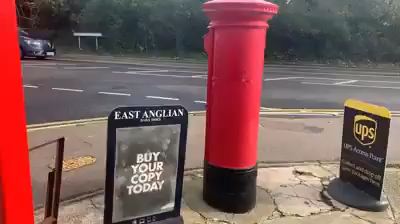 EAST ANGLIAN
BUY
YOUR
COPY
TODAY
ups
UPS Access Point